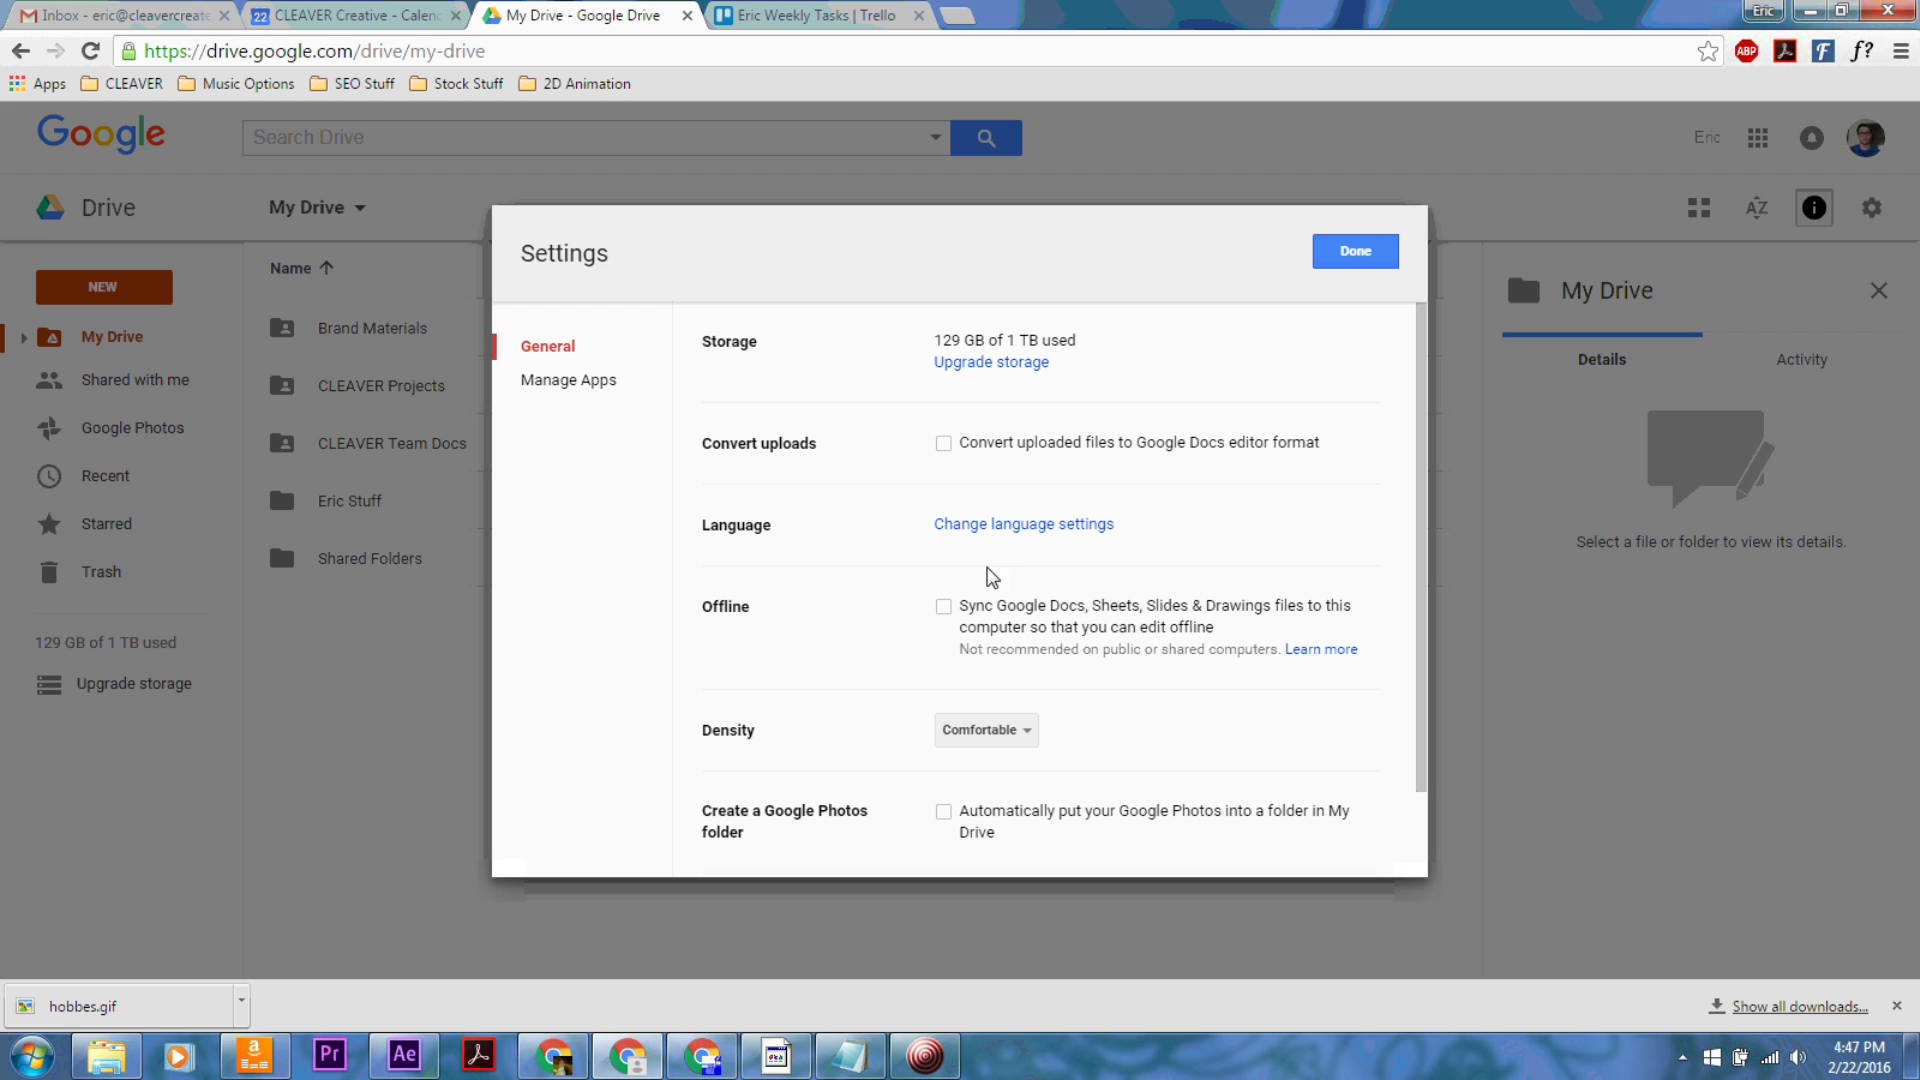 Inbox - eric@cleavercreate
22 CLEAVER Creative - Calend
My Drive - Google Drive
Eric Weekly Tasks | Trello
Eric
https://drive.google.com/drive/my-drive
ABP
F
f?
Apps
CLEAVER
Music Options
SEO Stuff
Stock Stuff
2D Animation
Google
Search Drive
Eric
Drive
My Drive
AZ
Settings
Done
NEW
Name
My Drive
My Drive
Shared with me
Google Photos
Recent
Starred
Trash
129 GB of 1 TB used
Upgrade storage
Brand Materials
CLEAVER Projects
CLEAVER Team Docs
Eric Stuff
Shared Folders
General
Manage Apps
Storage
129 GB of 1 TB used
Upgrade storage
Convert uploads
Convert uploaded files to Google Docs editor format
Language
Change language settings
Offline
Sync Google Docs, Sheets, Slides & Drawings files to this
computer so that you can edit offline
Not recommended on public or shared computers. Learn more
Density
Comfortable
Create a Google Photos
folder
Automatically put your Google Photos into a folder in My
Drive
Details
Activity
Select a file or folder to view its details.
hobbes.gif
Show all downloads...
a
Pr
Ae
4:47 PM
2/22/2016